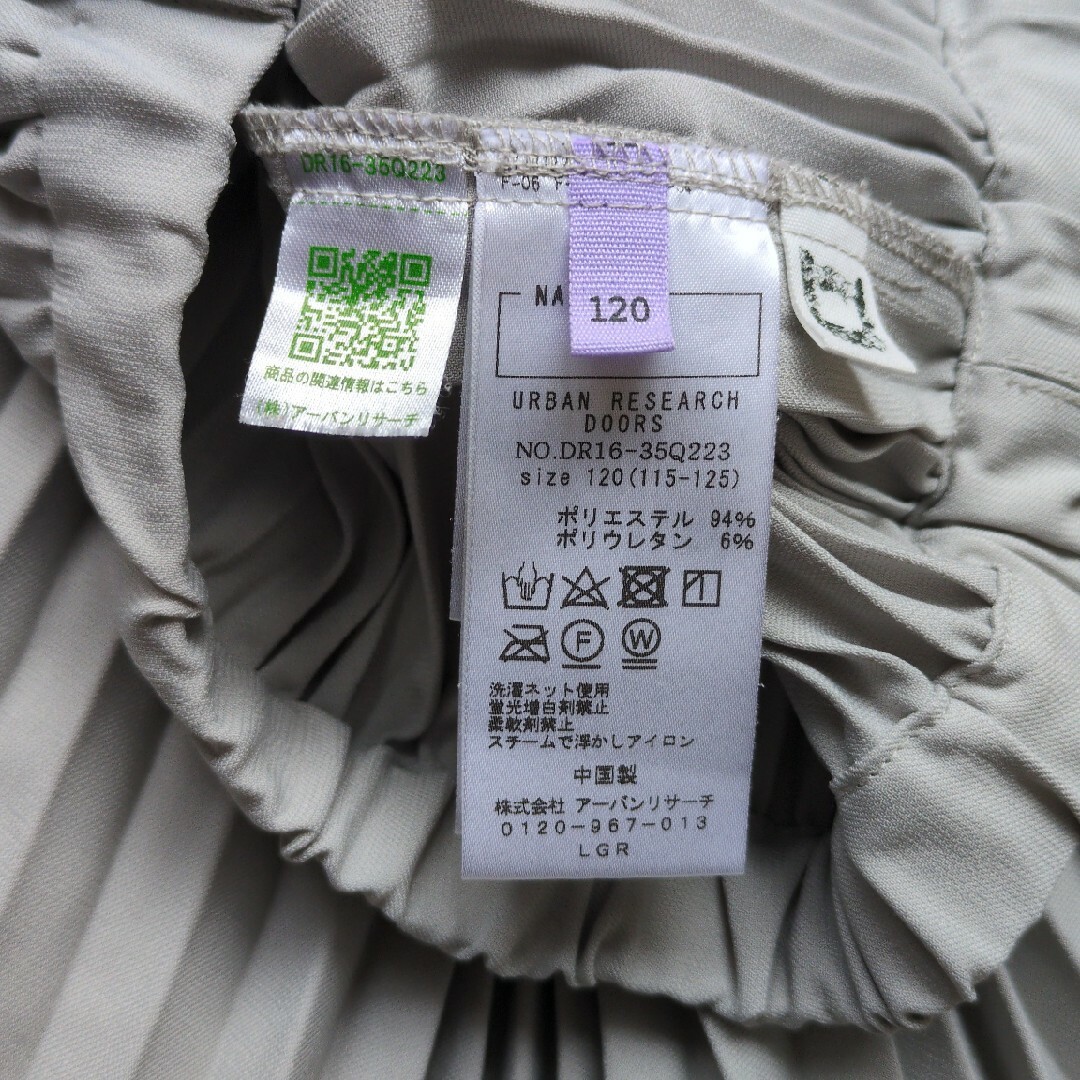 DR16-35Q223
商品の関連情報はこちら
(株)アーバンリサーチ
120
NA
URBAN RESEARCH
DOORS
NO.DR16-35Q223
size 120(115-125)
ポリエステル 94%
ポリウレタン 6%
F
W
洗濯ネット使用
蛍光増白剤禁止
柔軟剤禁止
スチームで浮かしアイロン
中国製
株式会社 アーバンリサーチ
0120-967-013
LGR